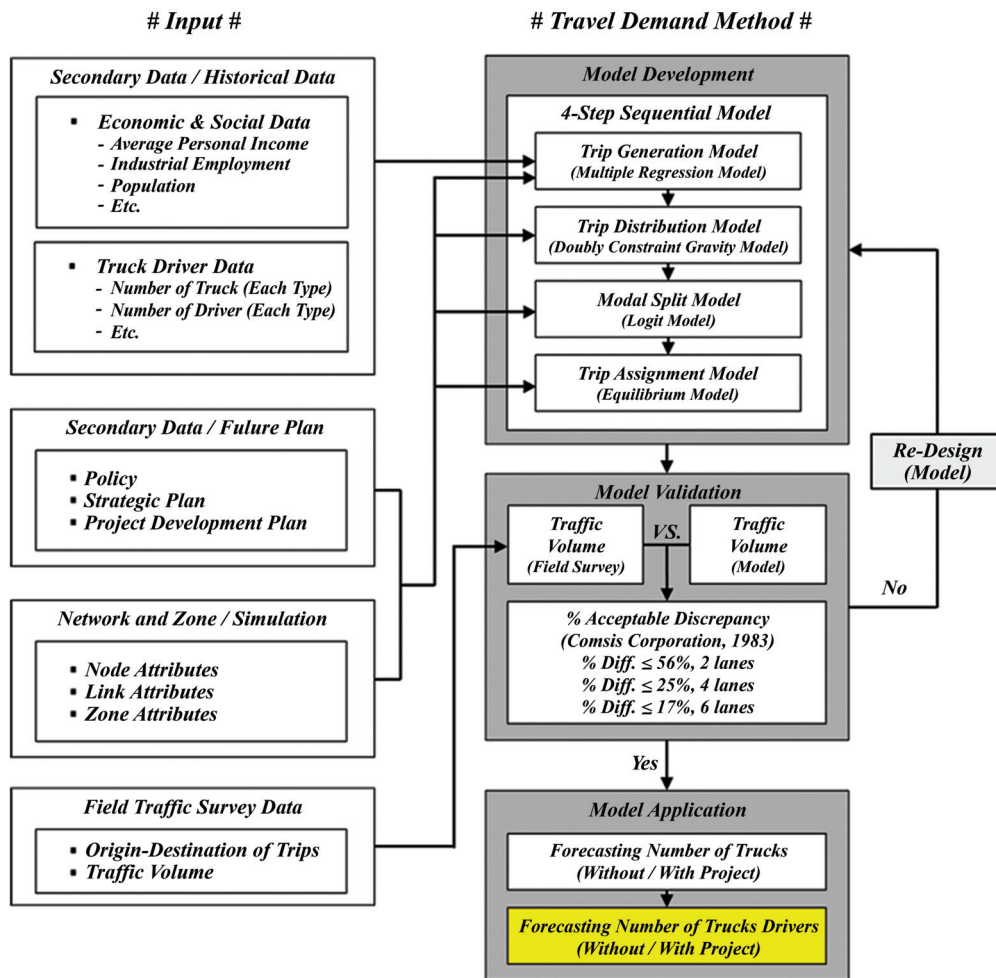 # Input #
Secondary Data / Historical Data
▪ Economic & Social Data
- Average Personal Income
- Industrial Employment
- Population
- Etc.
▪ Truck Driver Data
- Number of Truck (Each Type)
- Number of Driver (Each Type)
- Etc.
Secondary Data / Future Plan
▪ Policy
▪ Strategic Plan
▪ Project Development Plan
Network and Zone / Simulation
▪ Node Attributes
▪ Link Attributes
▪ Zone Attributes
Field Traffic Survey Data
▪ Origin-Destination of Trips
▪ Traffic Volume
# Travel Demand Method #
Model Development
4-Step Sequential Model
Trip Generation Model
(Multiple Regression Model)
Trip Distribution Model
(Doubly Constraint Gravity Model)
Modal Split Model
(Logit Model)
Trip Assignment Model
(Equilibrium Model)
Re-Design
(Model)
Model Validation
Traffic
Volume
(Field Survey)
VS.
Traffic
Volume
(Model)
No
% Acceptable Discrepancy
(Comsis Corporation, 1983)
% Diff. ≤ 56%, 2 lanes
% Diff. ≤ 25%, 4 lanes
% Diff. ≤ 17%, 6 lanes
Yes
Model Application
Forecasting Number of Trucks
(Without / With Project)
Forecasting Number of Trucks Drivers
(Without / With Project)